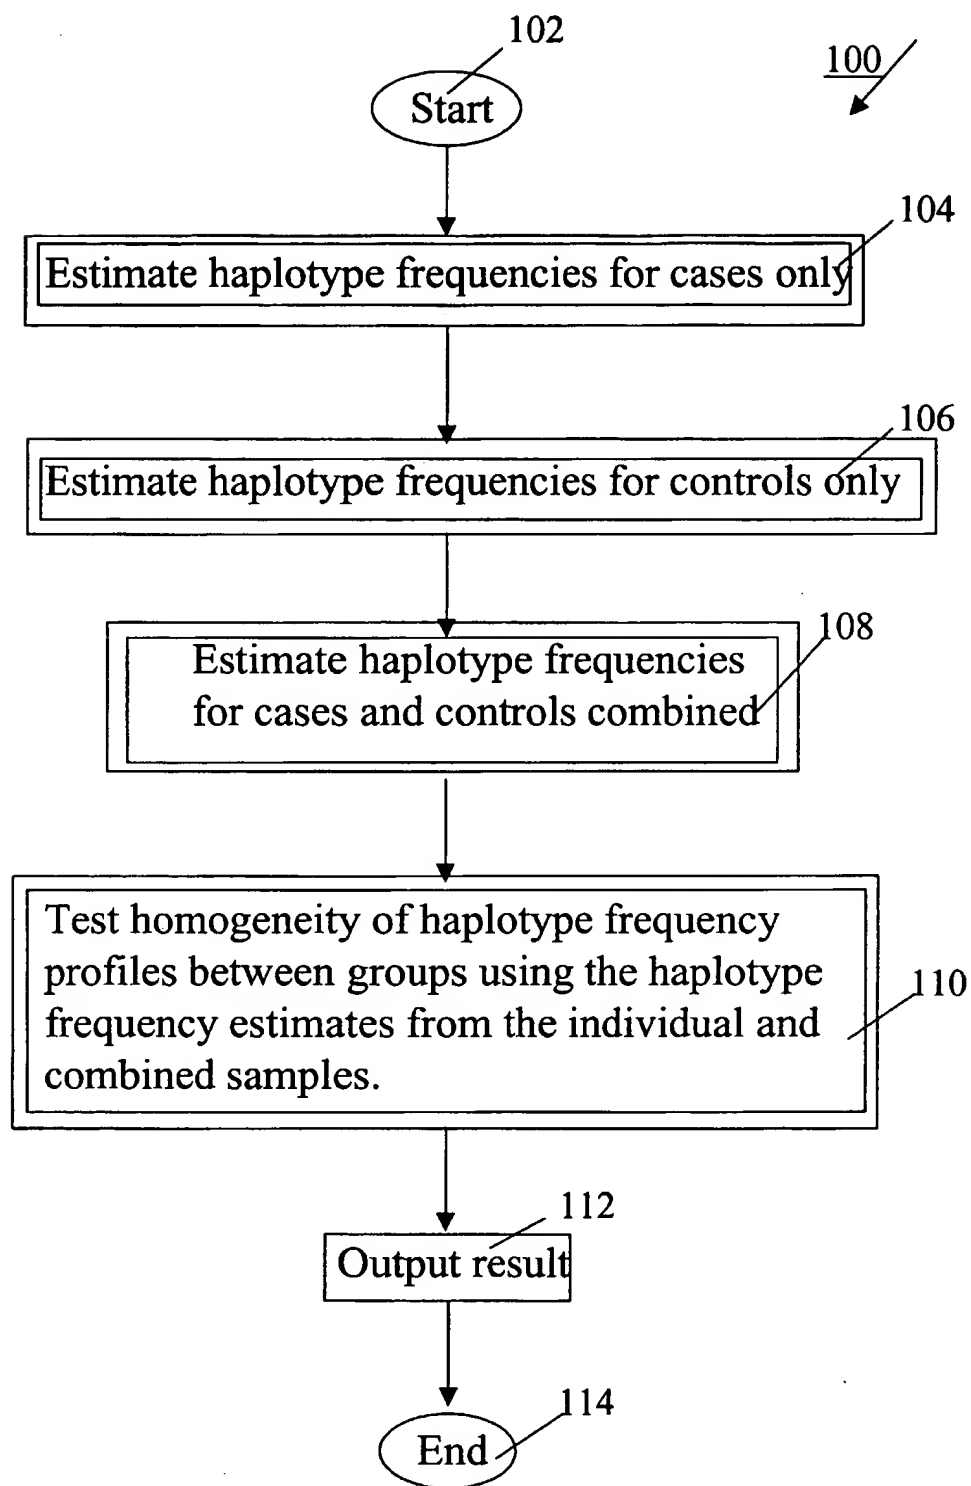 102
100
Start
104
Estimate haplotype frequencies for cases only
106
Estimate haplotype frequencies for controls only
108
Estimate haplotype frequencies
for cases and controls combined
Test homogeneity of haplotype frequency
profiles between groups using the haplotype
110
frequency estimates from the individual and
combined samples.
112
Output result
114
End